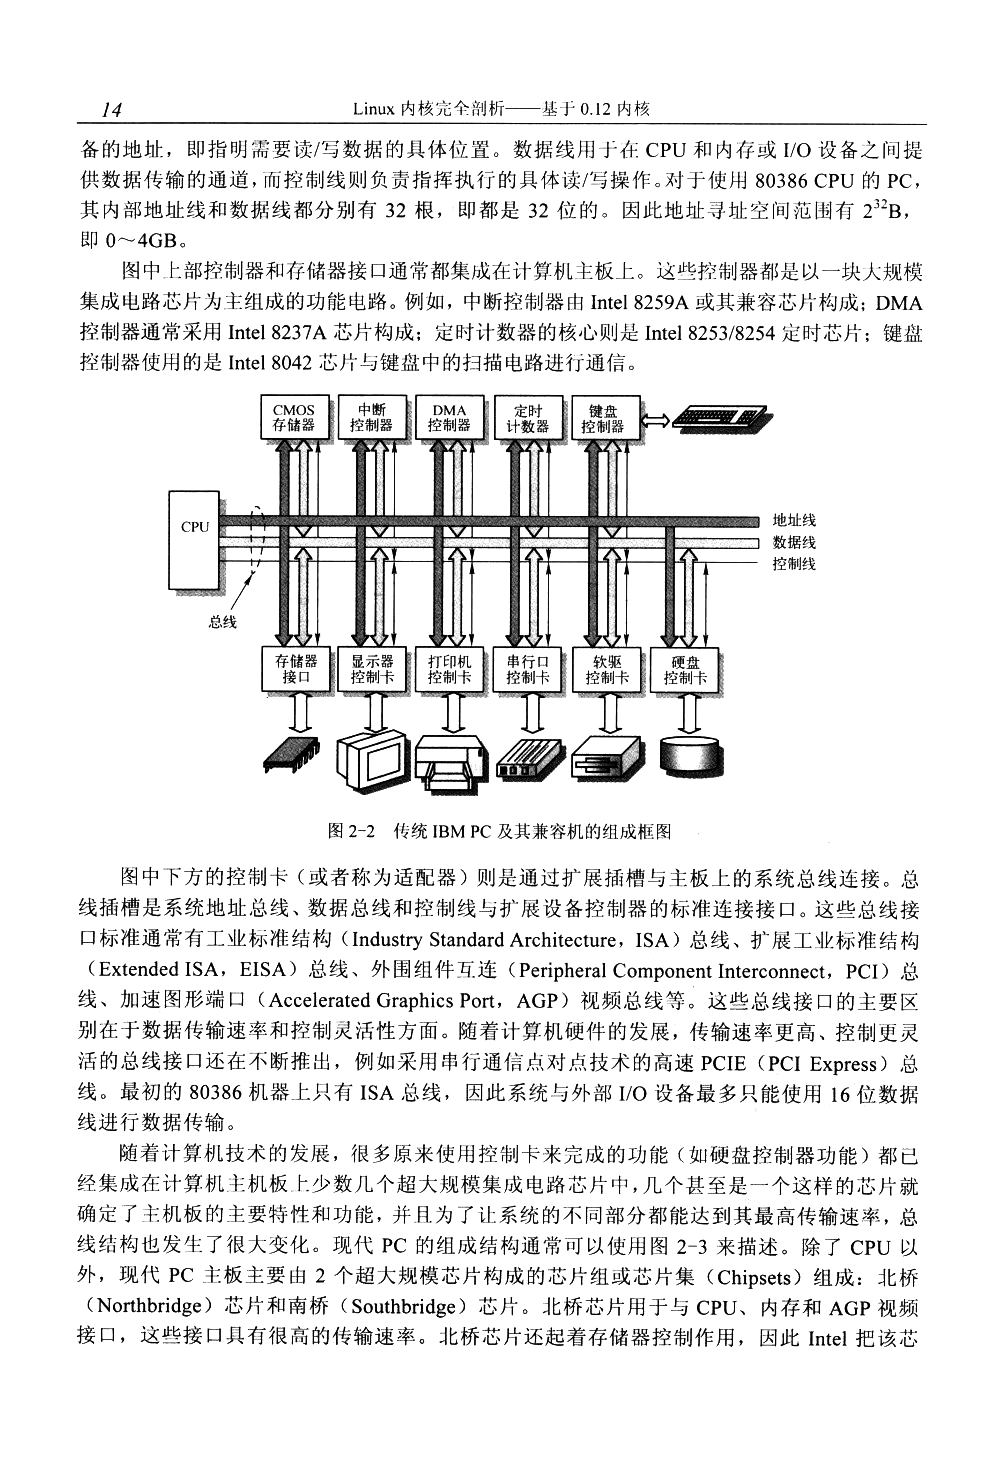 14
Linux 内核完全剖析——基于 0.12 内核
备的地址，即指明需要读/写数据的具体位置。数据线用于在 CPU 和内存或 I/O 设备之间提
供数据传输的通道，而控制线则负责指挥执行的具体读/写操作。对于使用 80386 CPU 的 PC，
其内部地址线和数据线都分别有 32 根，即都是 32 位的。因此地址寻址空间范围有 2³²B，
即 0～4GB。
图中上部控制器和存储器接口通常都集成在计算机主板上。这些控制器都是以一块大规模
集成电路芯片为主组成的功能电路。例如，中断控制器由 Intel 8259A 或其兼容芯片构成；DMA
控制器通常采用 Intel 8237A 芯片构成；定时计数器的核心则是 Intel 8253/8254 定时芯片；键盘
控制器使用的是 Intel 8042 芯片与键盘中的扫描电路进行通信。
CMOS
存储器
中断
控制器
DMA
控制器
定时
计数器
键盘
控制器
CPU
地址线
数据线
控制线
总线
存储器
接口
显示器
控制卡
打印机
控制卡
串行口
控制卡
软驱
控制卡
硬盘
控制卡
图 2-2 传统 IBM PC 及其兼容机的组成框图
图中下方的控制卡（或者称为适配器）则是通过扩展插槽与主板上的系统总线连接。总
线插槽是系统地址总线、数据总线和控制线与扩展设备控制器的标准连接接口。这些总线接
口标准通常有工业标准结构（Industry Standard Architecture，ISA）总线、扩展工业标准结构
（Extended ISA，EISA）总线、外围组件互连（Peripheral Component Interconnect，PCI）总
线、加速图形端口（Accelerated Graphics Port，AGP）视频总线等。这些总线接口的主要区
别在于数据传输速率和控制灵活性方面。随着计算机硬件的发展，传输速率更高、控制更灵
活的总线接口还在不断推出，例如采用串行通信点对点技术的高速 PCIE（PCI Express）总
线。最初的 80386 机器上只有 ISA 总线，因此系统与外部 I/O 设备最多只能使用 16 位数据
线进行数据传输。
随着计算机技术的发展，很多原来使用控制卡来完成的功能（如硬盘控制器功能）都已
经集成在计算机主机板上少数几个超大规模集成电路芯片中，几个甚至是一个这样的芯片就
确定了主机板的主要特性和功能，并且为了让系统的不同部分都能达到其最高传输速率，总
线结构也发生了很大变化。现代 PC 的组成结构通常可以使用图 2-3 来描述。除了 CPU 以
外，现代 PC 主板主要由 2 个超大规模芯片构成的芯片组或芯片集（Chipsets）组成：北桥
（Northbridge）芯片和南桥（Southbridge）芯片。北桥芯片用于与 CPU、内存和 AGP 视频
接口，这些接口具有很高的传输速率。北桥芯片还起着存储器控制作用，因此 Intel 把该芯